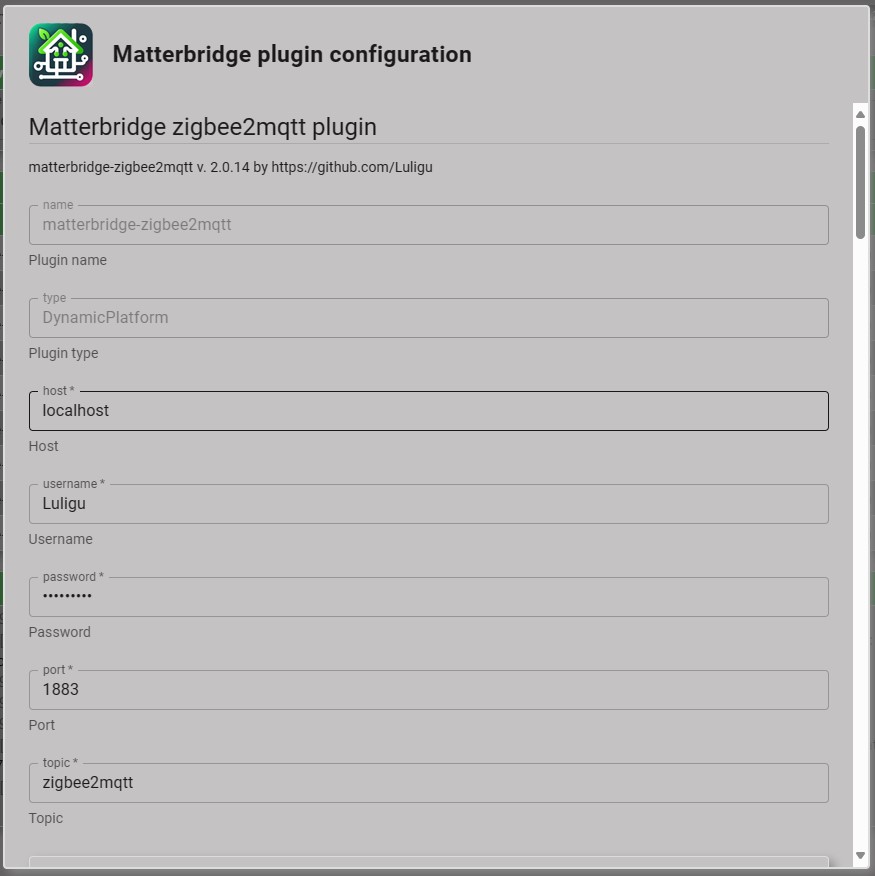 Matterbridge plugin configuration
Matterbridge zigbee2mqtt plugin
matterbridge-zigbee2mqtt v. 2.0.14 by https://github.com/Luligu
name
matterbridge-zigbee2mqtt
Plugin name
type
DynamicPlatform
Plugin type
host *
localhost
Host
username *
Luligu
Username
password *
•••••••••
Password
port *
1883
Port
topic *
zigbee2mqtt
Topic